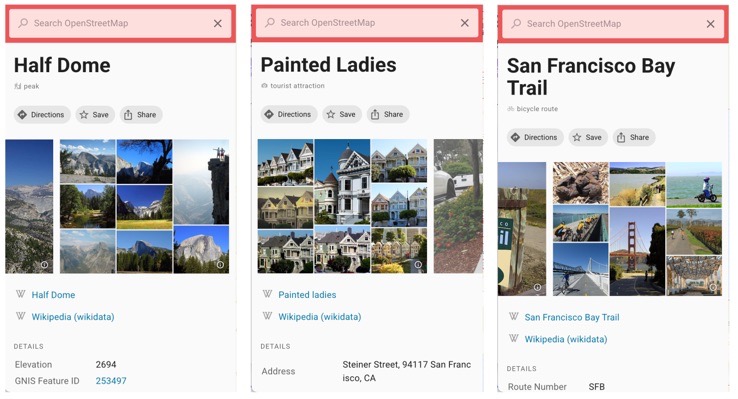 Search OpenStreetMap
Half Dome
peak
Directions
Save
Share
Half Dome
Wikipedia (wikidata)
DETAILS
Elevation 2694
GNIS Feature ID 253497
Search OpenStreetMap
Painted Ladies
tourist attraction
Directions
Save
Share
Painted ladies
Wikipedia (wikidata)
DETAILS
Address Steiner Street, 94117 San Franc
isco, CA
Search OpenStreetMap
San Francisco Bay
Trail
bicycle route
Directions
Save
Share
San Francisco Bay Trail
Wikipedia (wikidata)
DETAILS
Route Number SFB